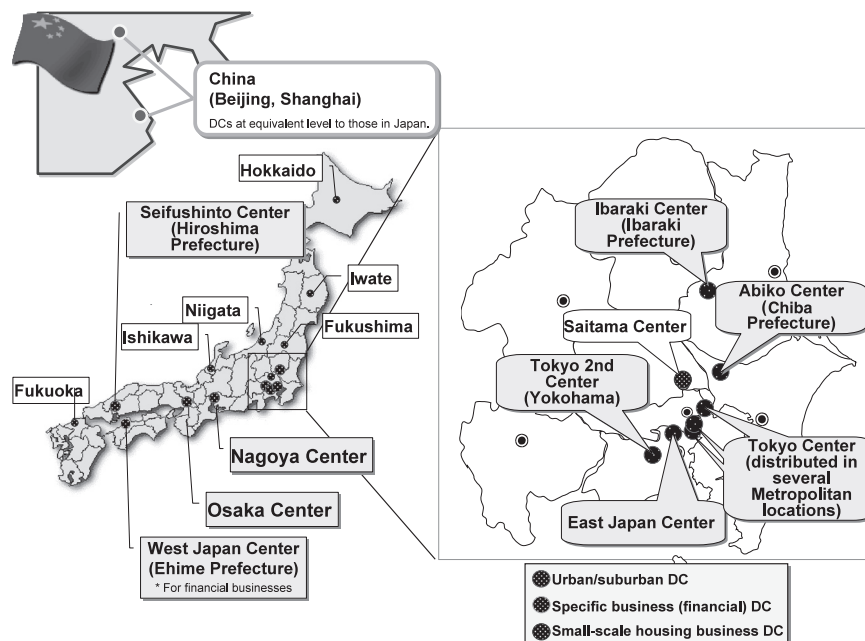 China
(Beijing, Shanghai)
DCs at equivalent level to those in Japan.
Hokkaido
Seifushinto Center
(Hiroshima
Prefecture)
Iwate
Niigata
Fukushima
Ishikawa
Fukuoka
Nagoya Center
Osaka Center
West Japan Center
(Ehime Prefecture)
* For financial businesses
Ibaraki Center
(Ibaraki
Prefecture)
Abiko Center
(Chiba
Prefecture)
Saitama Center
Tokyo 2nd
Center
(Yokohama)
Tokyo Center
(distributed in
several
Metropolitan
locations)
East Japan Center
Urban/suburban DC
Specific business (financial) DC
Small-scale housing business DC